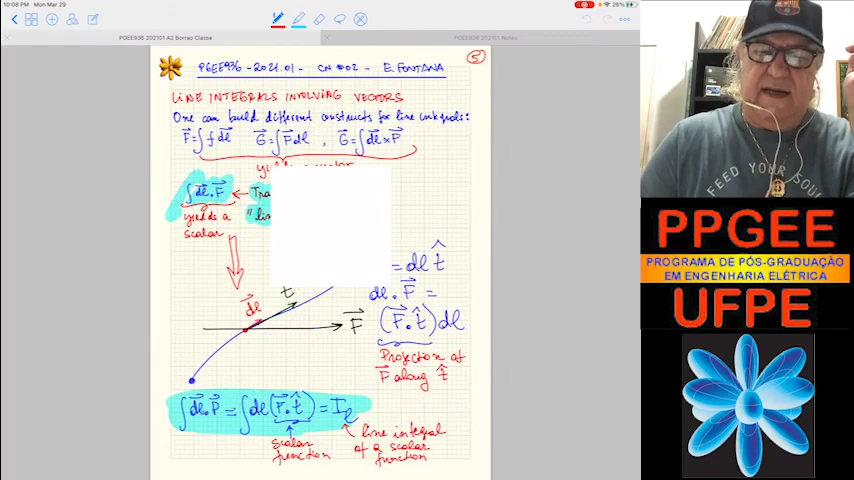 10:08 PM Mon Mar 29
26%
PGEE936 202101 A2 Borrao Classe
PGEE936 202101 Notes
PGEE936 - 2021.01 - CN #02 - E. FONTANA
5
LINE INTEGRALS INVOLVING VECTORS
One can build different constructs for line integrals:
F⃗=∫f dl⃗ G⃗=∫F⃗dl , G⃗=∫dl⃗×F⃗
∫dl⃗.F⃗ ←
yields a
scalar
"lin
dl⃗ t̂
F⃗
= dl t̂
dl⃗.F⃗ =
(F⃗.t̂)dl
Projection of
F⃗ along t̂
∫dl⃗.F⃗ = ∫dl(F⃗.t̂) = I_l
scalar
function
line integral
of a scalar
function
FEED YOUR SOUL
PPGEE
PROGRAMA DE PÓS-GRADUAÇÃO
EM ENGENHARIA ELÉTRICA
UFPE